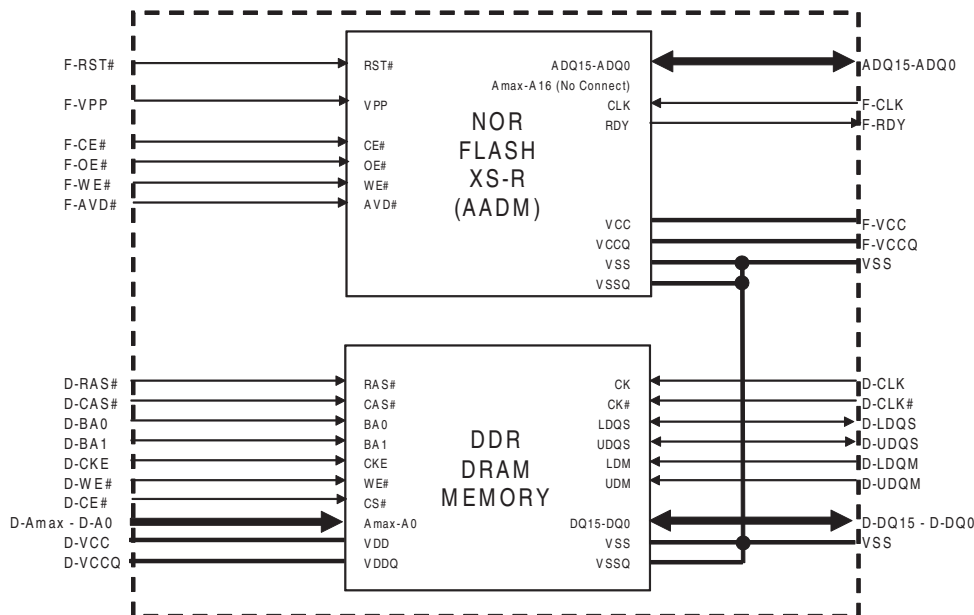 F-RST#
F-VPP
F-CE#
F-OE#
F-WE#
F-AVD#
RST#
VPP
CE#
OE#
WE#
AVD#
NOR
FLASH
XS-R
(AADM)
ADQ15-ADQ0
Amax-A16 (No Connect)
CLK
RDY
VCC
VCCQ
VSS
VSSQ
ADQ15-ADQ0
F-CLK
F-RDY
F-VCC
F-VCCQ
VSS
D-RAS#
D-CAS#
D-BA0
D-BA1
D-CKE
D-WE#
D-CE#
D-Amax - D-A0
D-VCC
D-VCCQ
RAS#
CAS#
BA0
BA1
CKE
WE#
CS#
Amax-A0
VDD
VDDQ
DDR
DRAM
MEMORY
CK
CK#
LDQS
UDQS
LDM
UDM
DQ15-DQ0
VSS
VSSQ
D-CLK
D-CLK#
D-LDQS
D-UDQS
D-LDQM
D-UDQM
D-DQ15 - D-DQ0
VSS